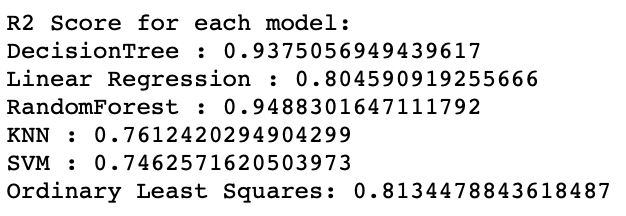 R2 Score for each model:
DecisionTree : 0.9375056949439617
Linear Regression : 0.804590919255666
RandomForest : 0.9488301647111792
KNN : 0.7612420294904299
SVM : 0.7462571620503973
Ordinary Least Squares: 0.8134478843618487